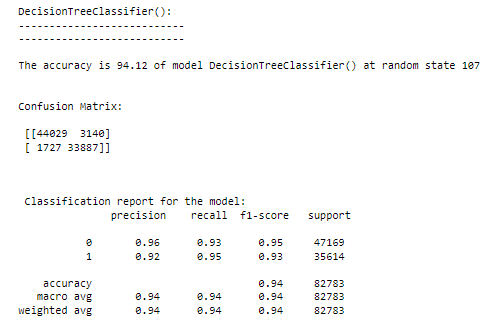 DecisionTreeClassifier():
---------------------------
---------------------------
The accuracy is 94.12 of model DecisionTreeClassifier() at random state 107
Confusion Matrix:
[[44029 3140]
[ 1727 33887]]
Classification report for the model:
precision recall f1-score support
0 0.96 0.93 0.95 47169
1 0.92 0.95 0.93 35614
accuracy 0.94 82783
macro avg 0.94 0.94 0.94 82783
weighted avg 0.94 0.94 0.94 82783